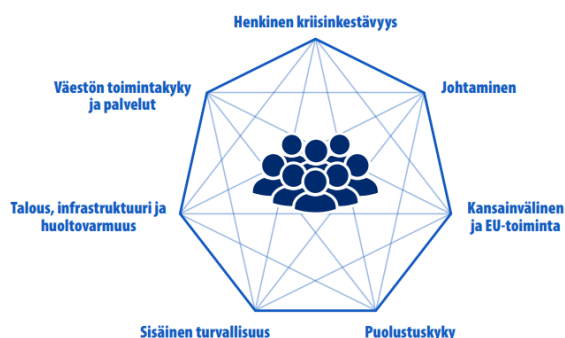 Henkinen kriisinkestävyys
Väestön toimintakyky
ja palvelut
Johtaminen
Talous, infrastruktuuri ja
huoltovarmuus
Kansainvälinen
ja EU-toiminta
Sisäinen turvallisuus
Puolustuskyky